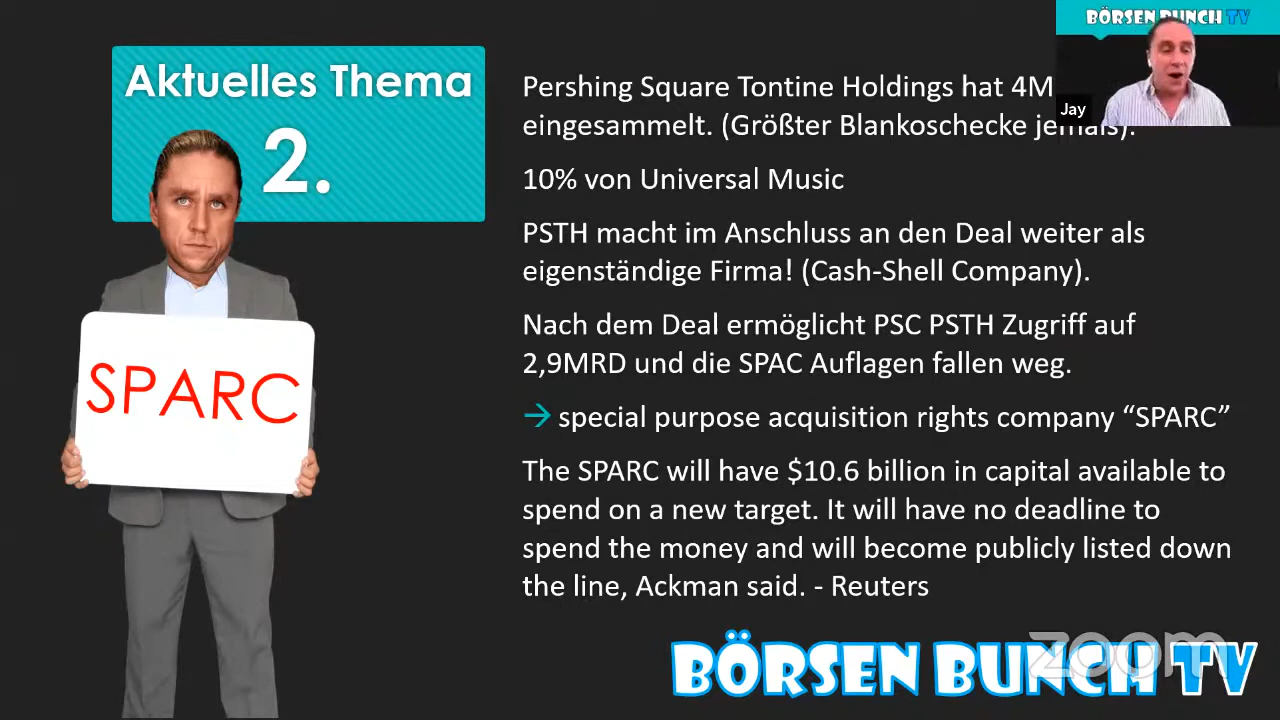 BÖRSEN BUNCH TV
Jay
Aktuelles Thema
2.
SPARC
Pershing Square Tontine Holdings hat 4M
eingesammelt. (Größter Blankoschecke jemals).
10% von Universal Music
PSTH macht im Anschluss an den Deal weiter als
eigenständige Firma! (Cash-Shell Company).
Nach dem Deal ermöglicht PSC PSTH Zugriff auf
2,9MRD und die SPAC Auflagen fallen weg.
→ special purpose acquisition rights company “SPARC”
The SPARC will have $10.6 billion in capital available to
spend on a new target. It will have no deadline to
spend the money and will become publicly listed down
the line, Ackman said. - Reuters
zoom
BÖRSEN BUNCH TV